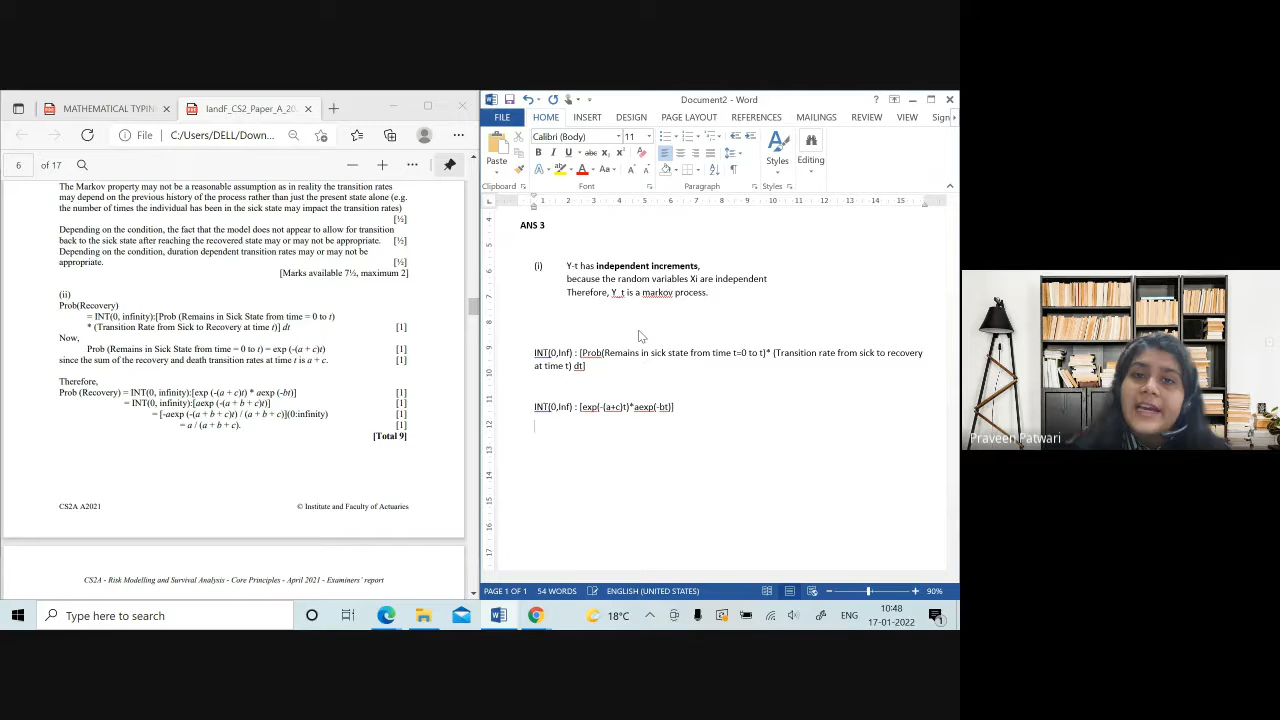 MATHEMATICAL TYPIN
IandF_CS2_Paper_A_20
File
C:/Users/DELL/Down...
6 of 17
The Markov property may not be a reasonable assumption as in reality the transition rates
may depend on the previous history of the process rather than just the present state alone (e.g.
the number of times the individual has been in the sick state may impact the transition rates)
[½]
Depending on the condition, the fact that the model does not appear to allow for transition
back to the sick state after reaching the recovered state may or may not be appropriate. [½]
Depending on the condition, duration dependent transition rates may or may not be
appropriate. [½]
[Marks available 7½, maximum 2]
(ii)
Prob(Recovery)
= INT(0, infinity):[Prob (Remains in Sick State from time = 0 to t)
* (Transition Rate from Sick to Recovery at time t)] dt [1]
Now,
Prob (Remains in Sick State from time = 0 to t) = exp (-(a + c)t) [1]
since the sum of the recovery and death transition rates at time t is a + c. [1]
Therefore,
Prob (Recovery) = INT(0, infinity):[exp (-(a + c)t) * aexp (-bt)] [1]
= INT(0, infinity):[aexp (-(a + b + c)t)] [1]
= [-aexp (-(a + b + c)t) / (a + b + c)](0:infinity) [1]
= a / (a + b + c). [1]
[Total 9]
CS2A A2021 © Institute and Faculty of Actuaries
CS2A - Risk Modelling and Survival Analysis - Core Principles - April 2021 - Examiners' report
Document2 - Word
FILE HOME INSERT DESIGN PAGE LAYOUT REFERENCES MAILINGS REVIEW VIEW Sign
Calibri (Body) 11
Paste
Styles
Editing
Clipboard Font Paragraph Styles
ANS 3
(i) Y-t has independent increments,
because the random variables Xi are independent
Therefore, Y_t is a markov process.
INT(0,Inf) : [Prob(Remains in sick state from time t=0 to t)* (Transition rate from sick to recovery
at time t) dt]
INT(0,Inf) : [exp(-(a+c)t)*aexp(-bt)]
PAGE 1 OF 1 54 WORDS ENGLISH (UNITED STATES) 90%
Type here to search
18°C
ENG
10:48
17-01-2022
Praveen Patwari